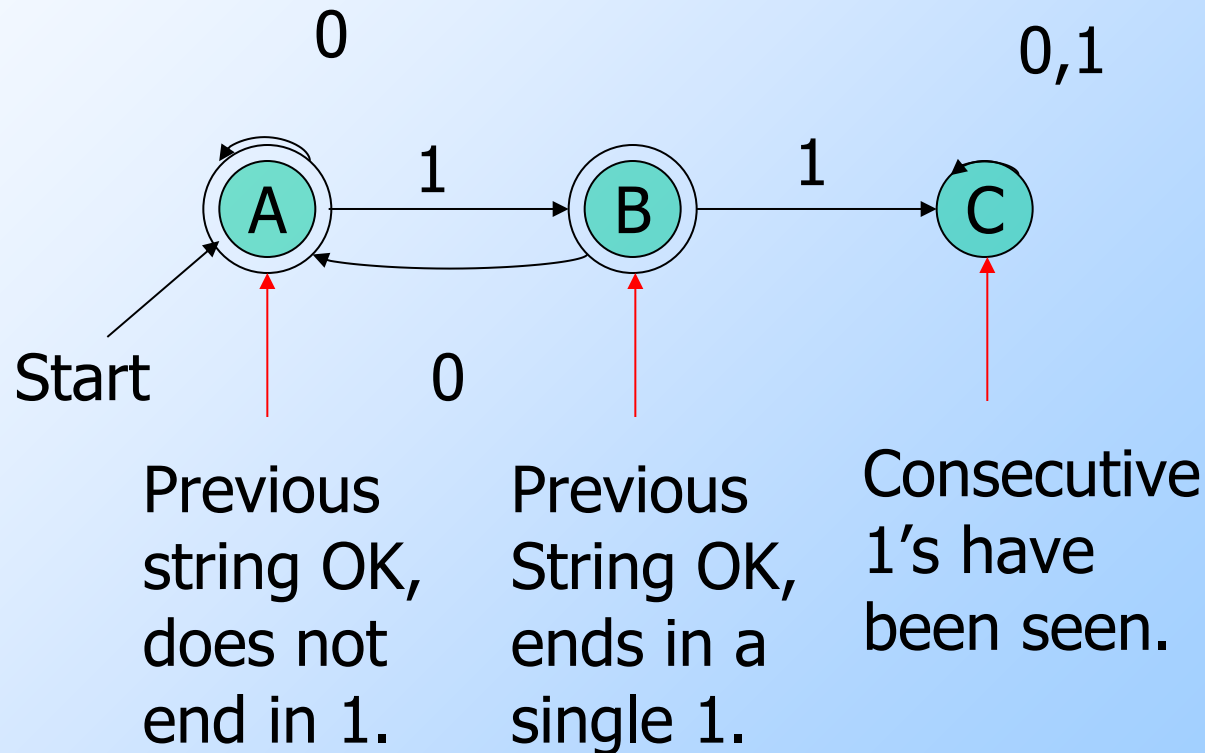 0
0,1
1
1
A
B
C
Start
0
Previous
string OK,
does not
end in 1.
Previous
String OK,
ends in a
single 1.
Consecutive
1’s have
been seen.